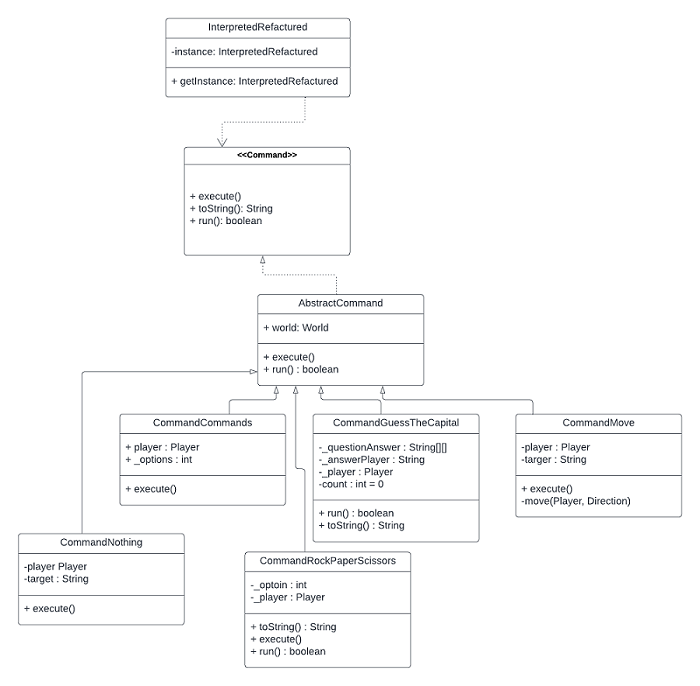 InterpretedRefactured
-instance: InterpretedRefactured
+ getInstance: InterpretedRefactured
<<Command>>
+ execute()
+ toString(): String
+ run(): boolean
AbstractCommand
+ world: World
+ execute()
+ run() : boolean
CommandCommands
+ player : Player
+ _options : int
+ execute()
CommandGuessTheCapital
-_questionAnswer : String[][]
-_answerPlayer : String
-_player : Player
-count : int = 0
+ run() : boolean
+ toString() : String
CommandMove
-player : Player
-targer : String
+ execute()
-move(Player, Direction)
CommandNothing
-player Player
-target : String
+ execute()
CommandRockPaperScissors
-_optoin : int
-_player : Player
+ toString() : String
+ execute()
+ run() : boolean